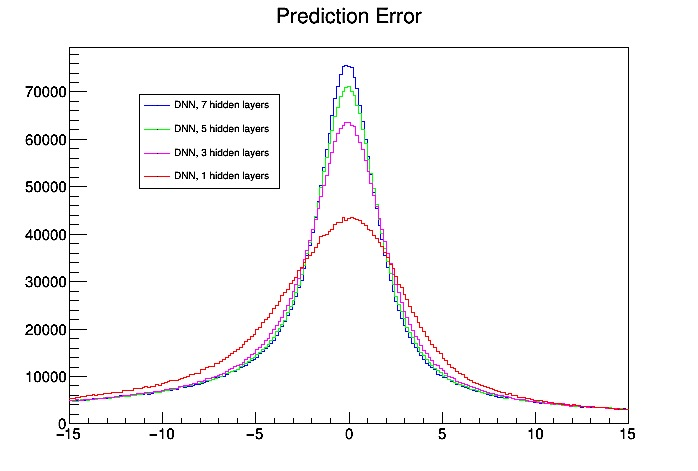 Prediction Error
70000
60000
50000
40000
30000
20000
10000
0
DNN, 7 hidden layers
DNN, 5 hidden layers
DNN, 3 hidden layers
DNN, 1 hidden layers
−15 −10 −5 0 5 10 15